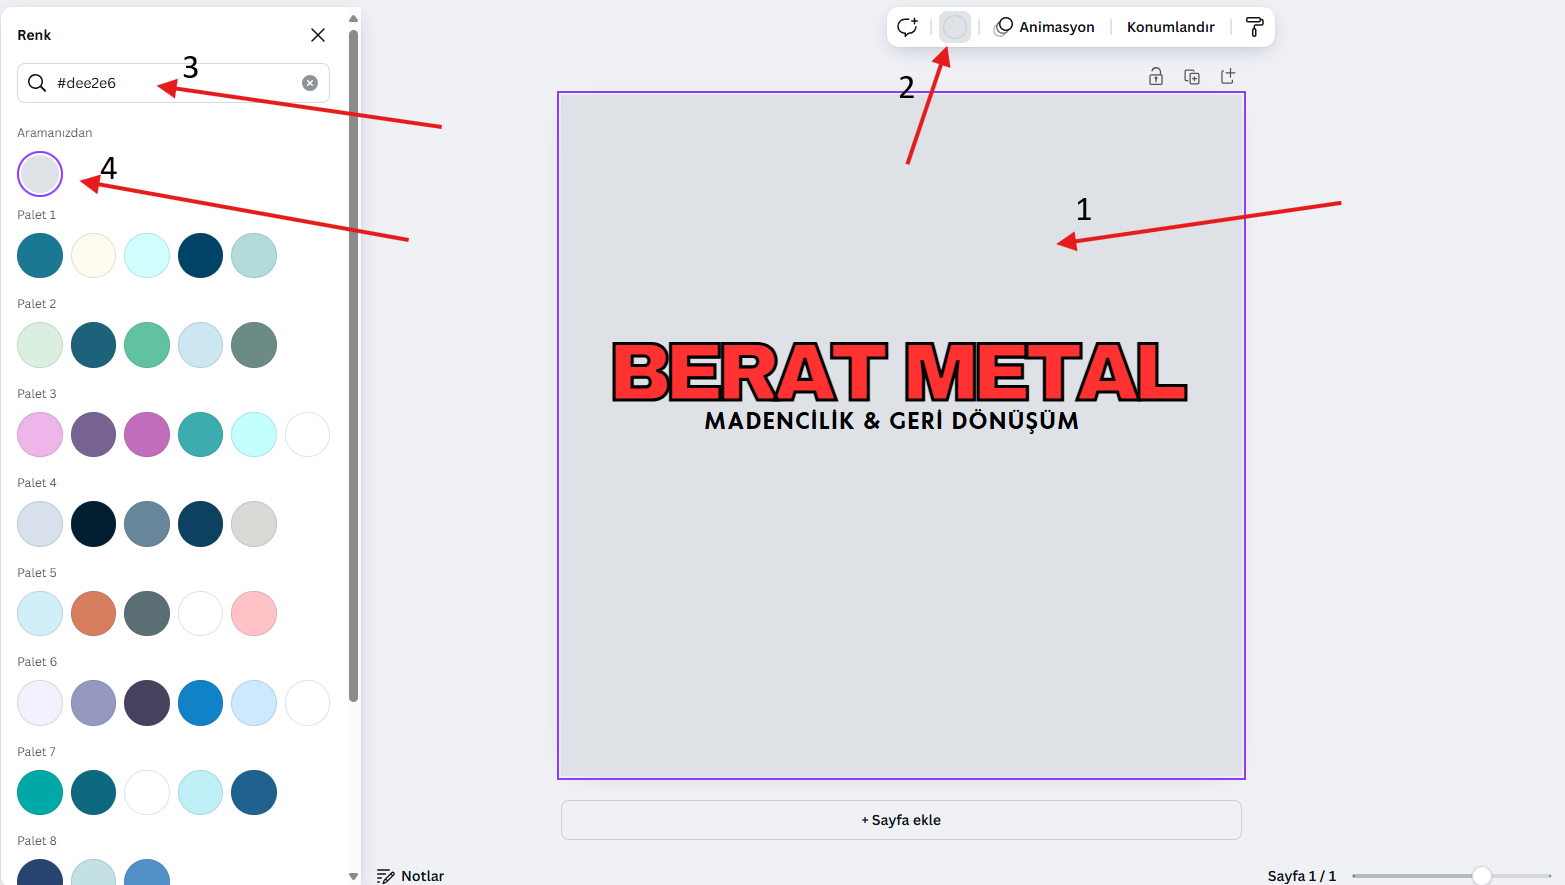 Renk
#dee2e6
3
Aramanızdan
4
Palet 1
Palet 2
Palet 3
Palet 4
Palet 5
Palet 6
Palet 7
Palet 8
Animasyon
Konumlandır
2
1
BERAT METAL
MADENCİLİK & GERİ DÖNÜŞÜM
+ Sayfa ekle
Notlar
Sayfa 1 / 1